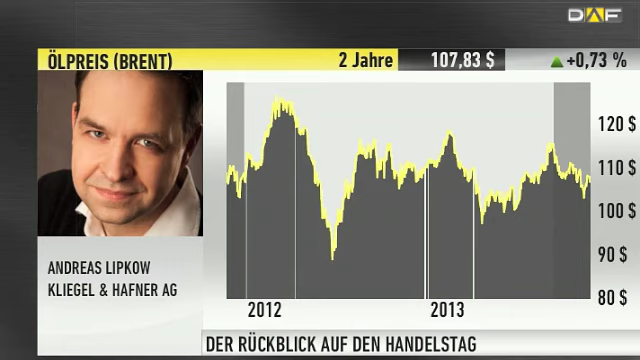 DAF
ÖLPREIS (BRENT) 2 Jahre 107,83 $ +0,73 %
120 $
110 $
100 $
90 $
80 $
2012 2013
ANDREAS LIPKOW
KLIEGEL & HAFNER AG
DER RÜCKBLICK AUF DEN HANDELSTAG